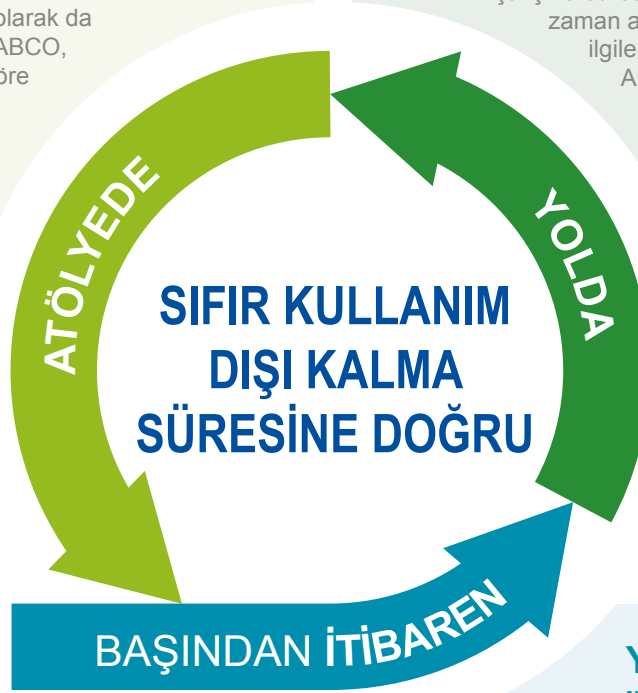 olarak da
ABCO,
öre
zaman a
ilgile
A
ATÖLYEDE
YOLDA
SIFIR KULLANIM
DIŞI KALMA
SÜRESİNE DOĞRU
BAŞINDAN İTİBAREN
Y